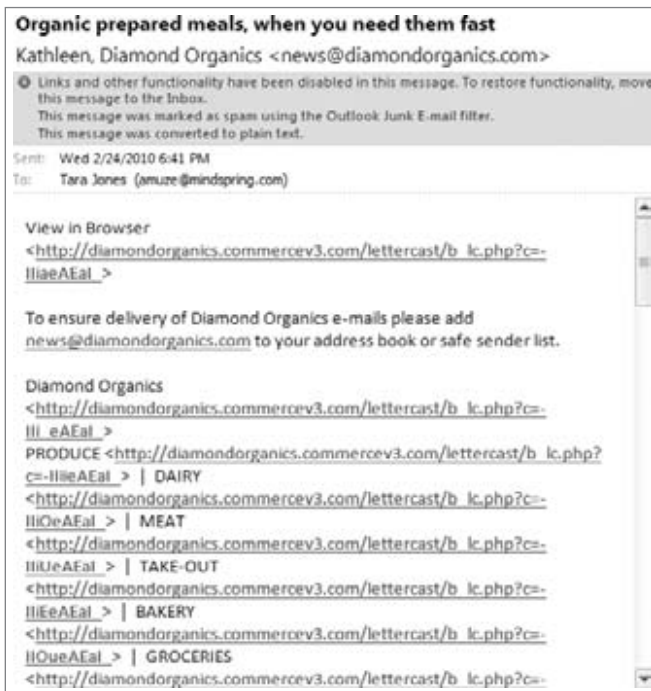 Organic prepared meals, when you need them fast
Kathleen, Diamond Organics <news@diamondorganics.com>
Links and other functionality have been disabled in this message. To restore functionality, move
this message to the Inbox.
This message was marked as spam using the Outlook Junk E-mail filter.
This message was converted to plain text.
Sent: Wed 2/24/2010 6:41 PM
To: Tara Jones (amuze@mindspring.com)
View in Browser
<http://diamondorganics.commercev3.com/lettercast/b_lc.php?c=-
IIiaeAEaI_>
To ensure delivery of Diamond Organics e-mails please add
news@diamondorganics.com to your address book or safe sender list.
Diamond Organics
<http://diamondorganics.commercev3.com/lettercast/b_lc.php?c=-
IIi_eAEaI_>
PRODUCE <http://diamondorganics.commercev3.com/lettercast/b_lc.php?
c=-IIiieAEaI_> | DAIRY
<http://diamondorganics.commercev3.com/lettercast/b_lc.php?c=-
IIiOeAEaI_> | MEAT
<http://diamondorganics.commercev3.com/lettercast/b_lc.php?c=-
IIiUeAEaI_> | TAKE-OUT
<http://diamondorganics.commercev3.com/lettercast/b_lc.php?c=-
IIiEeAEaI_> | BAKERY
<http://diamondorganics.commercev3.com/lettercast/b_lc.php?c=-
IIOueAEaI_> | GROCERIES
<http://diamondorganics.commercev3.com/lettercast/b_lc.php?c=-